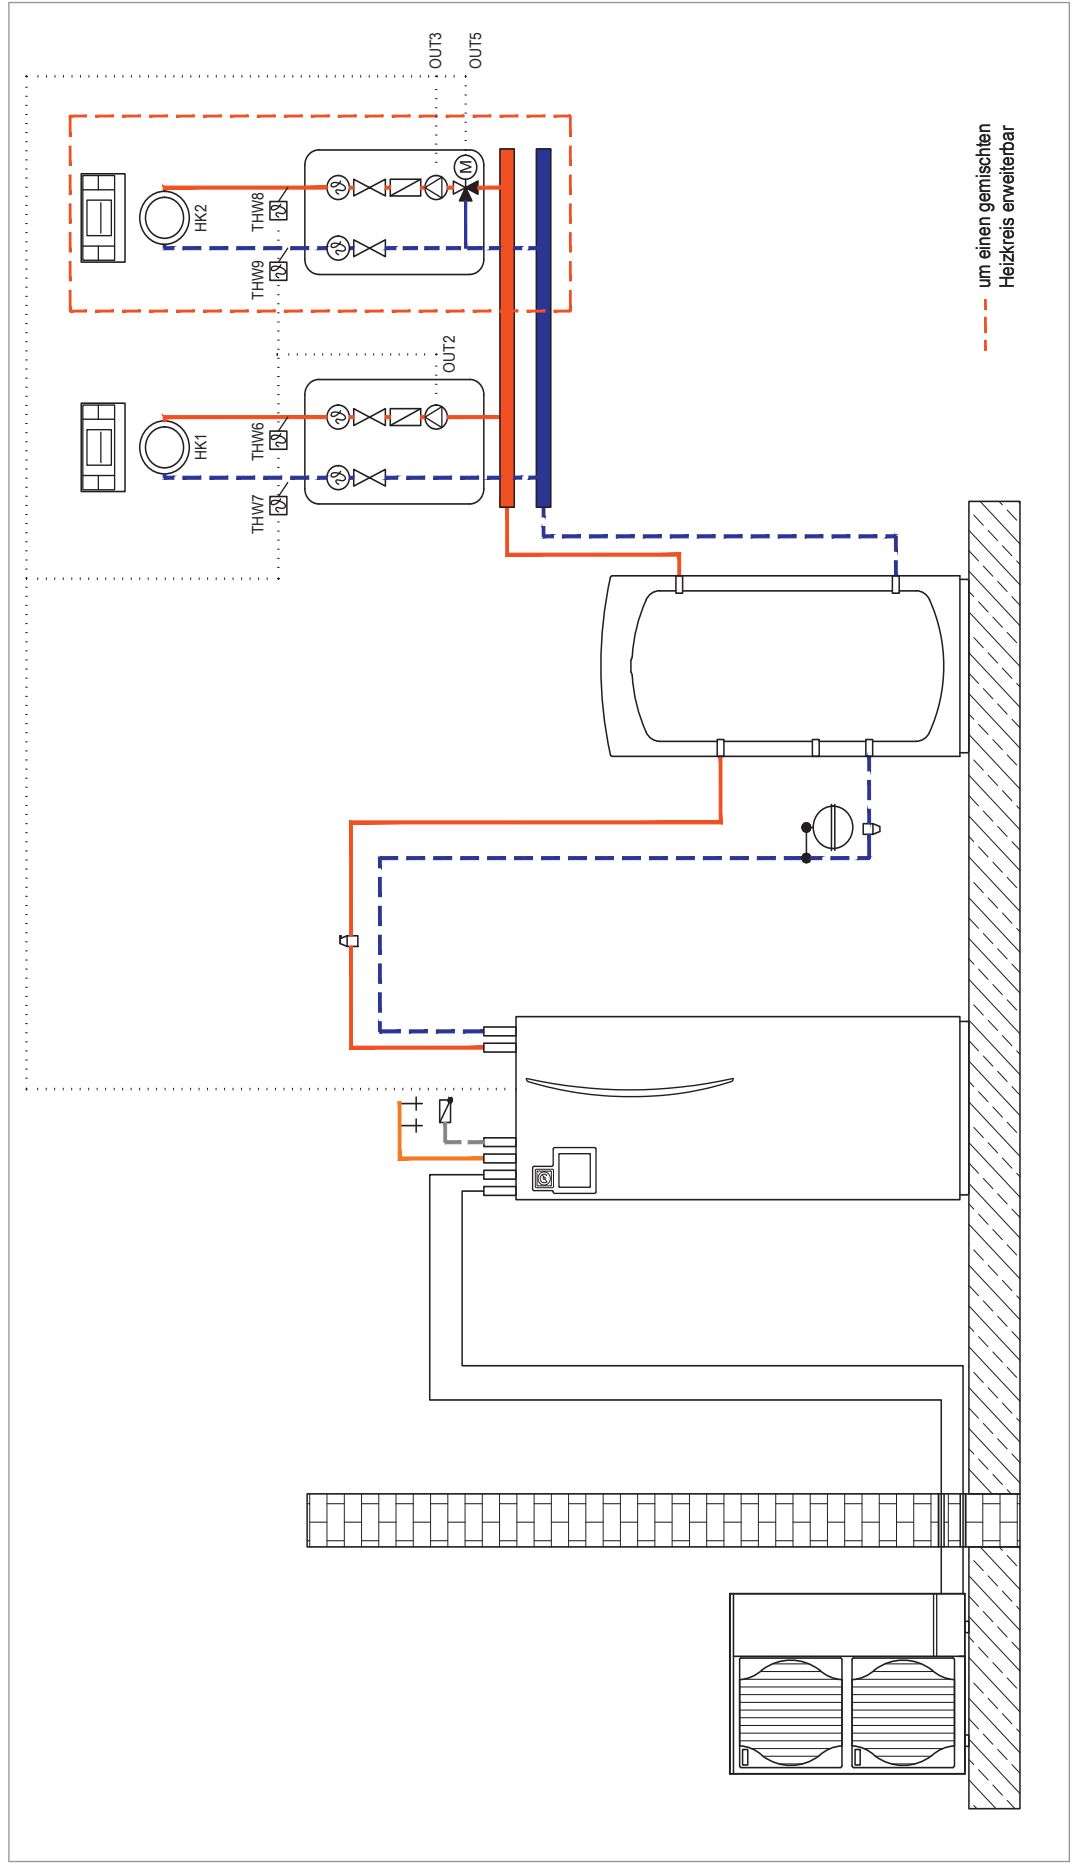 OUT3
OUT5
HK2
THW8
THW9
M
OUT2
HK1
THW6
THW7
um einen gemischten
Heizkreis erweiterbar